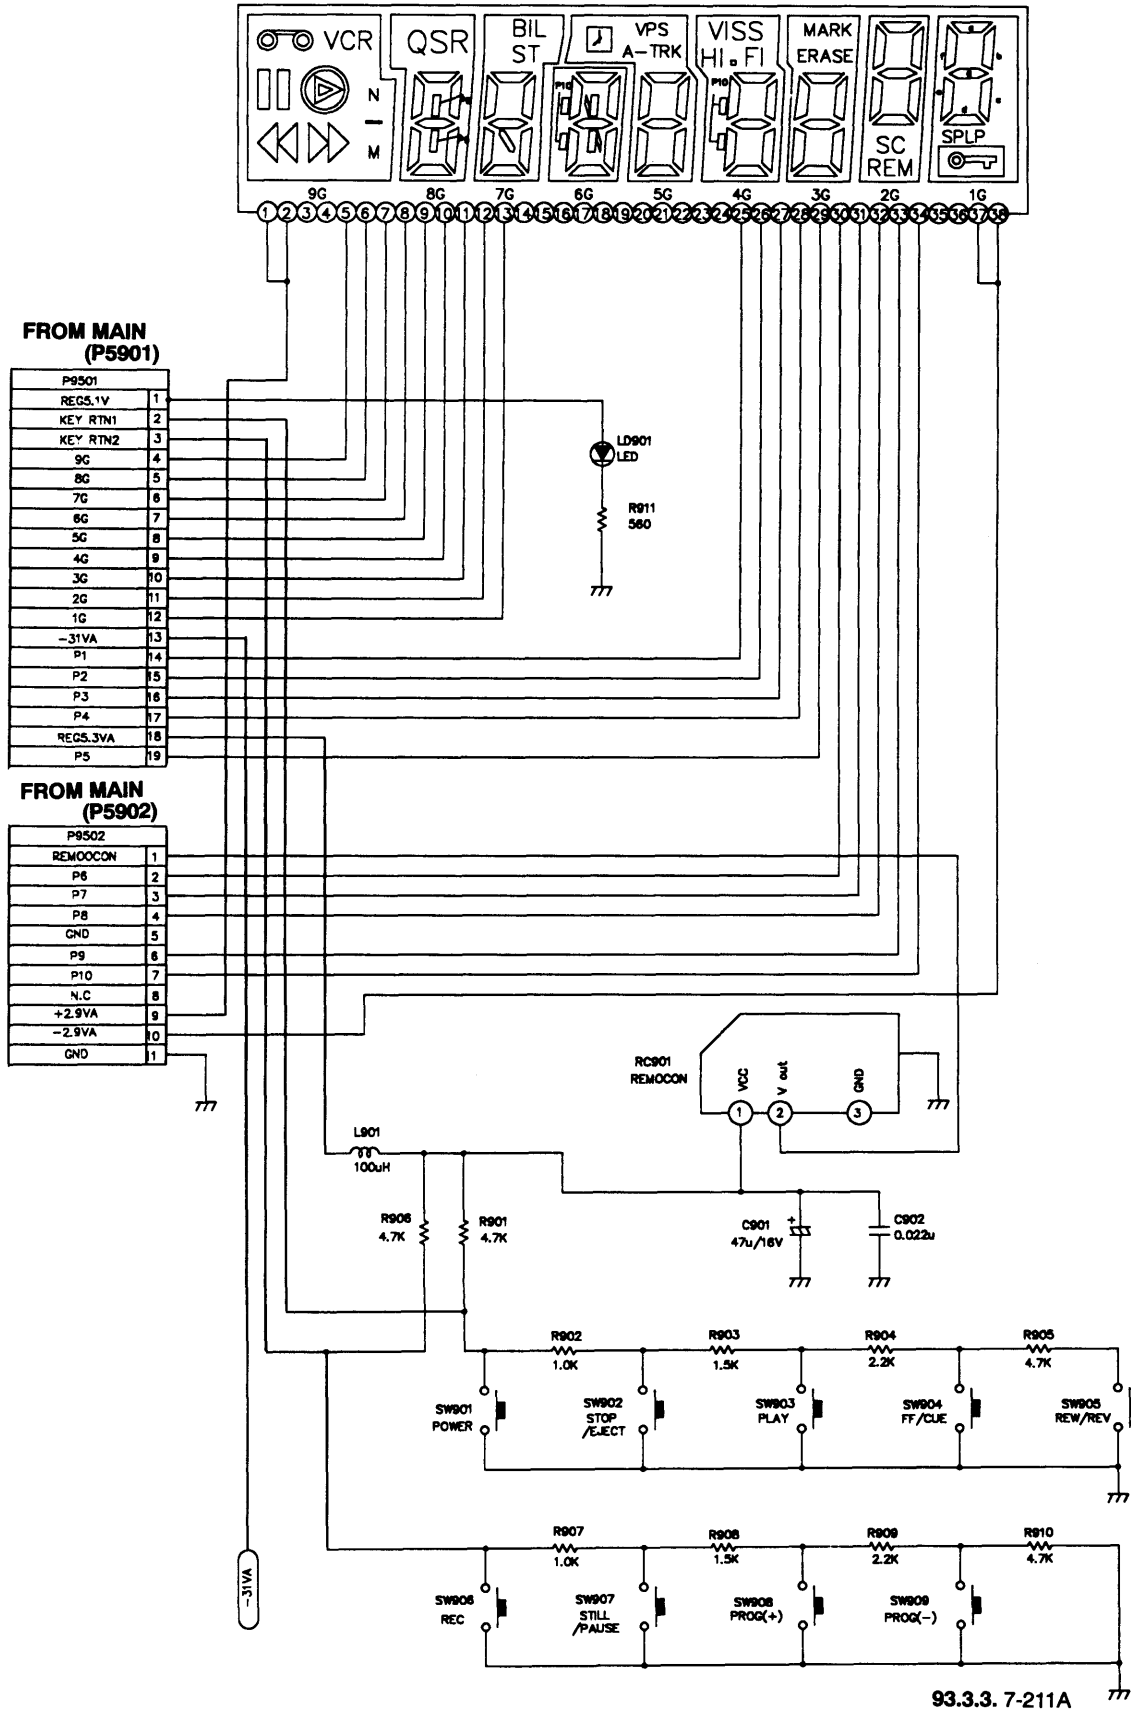 VCR QSR BIL ST VPS A-TRK VISS HI.FI MARK ERASE
N
M
P10 P10
SC REM
SPLP
9G 8G 7G 6G 5G 4G 3G 2G 1G
1 2 3 4 5 6 7 8 9 10 11 12 13 14 15 16 17 18 19 20 21 22 23 24 25 26 27 28 29 30 31 32 33 34 35 36 37 38
FROM MAIN
(P5901)
P9501
REG5.1V 1
KEY RTN1 2
KEY RTN2 3
9G 4
8G 5
7G 6
6G 7
5G 8
4G 9
3G 10
2G 11
1G 12
-31VA 13
P1 14
P2 15
P3 16
P4 17
REG5.3VA 18
P5 19
LD901
LED
R911
560
FROM MAIN
(P5902)
P9502
REMOOCON 1
P6 2
P7 3
P8 4
GND 5
P9 6
P10 7
N.C 8
+2.9VA 9
-2.9VA 10
GND 11
RC901
REMOCON
VCC
V out
GND
1 2 3
L901
100uH
R906
4.7K
R901
4.7K
C901
+
47u/16V
C902
0.022u
R902
1.0K
R903
1.5K
R904
2.2K
R905
4.7K
SW901
POWER
SW902
STOP
/EJECT
SW903
PLAY
SW904
FF/CUE
SW905
REW/REV
R907
1.0K
R908
1.5K
R909
2.2K
R910
4.7K
-31VA
SW906
REC
SW907
STILL
/PAUSE
SW908
PROG(+)
SW909
PROG(-)
93.3.3. 7-211A